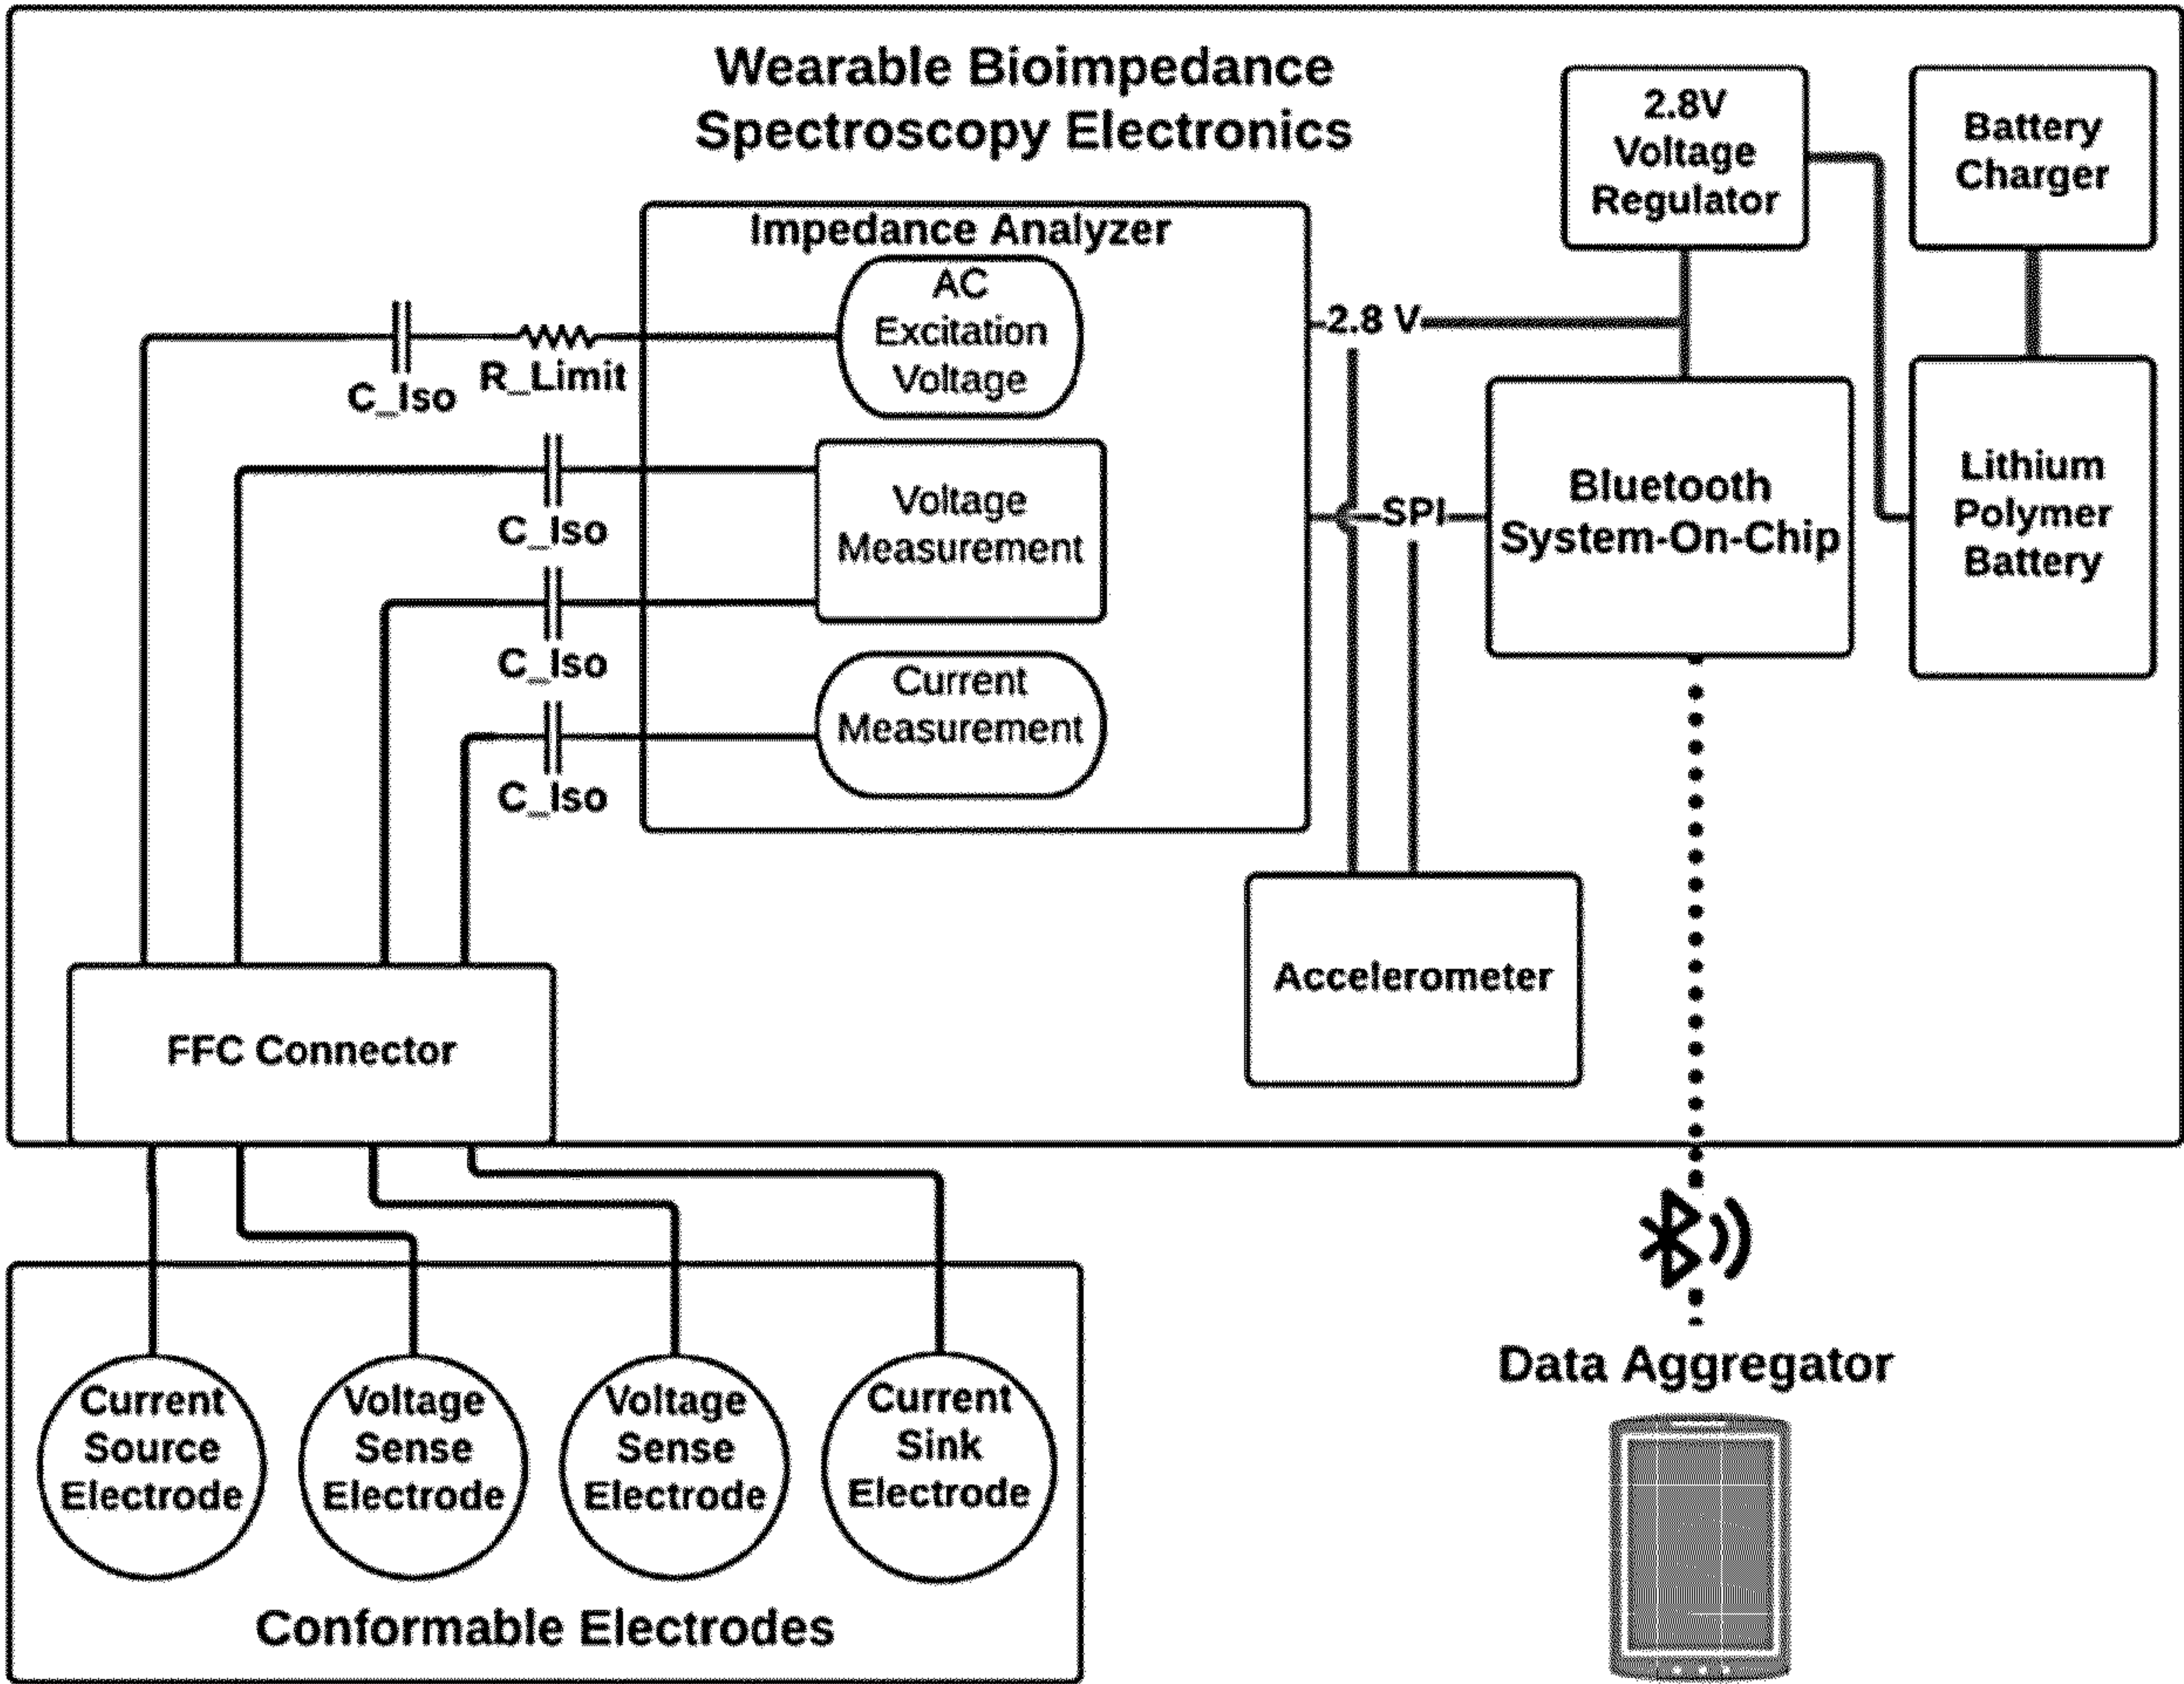 Wearable Bioimpedance
Spectroscopy Electronics
2.8V
Voltage
Regulator
Battery
Charger
Impedance Analyzer
AC
Excitation
Voltage
C_Iso
R_Limit
2.8 V
C_Iso
Voltage
Measurement
SPI
Bluetooth
System-On-Chip
Lithium
Polymer
Battery
C_Iso
Current
Measurement
C_Iso
Accelerometer
FFC Connector
Current
Source
Electrode
Voltage
Sense
Electrode
Voltage
Sense
Electrode
Current
Sink
Electrode
Conformable Electrodes
Data Aggregator